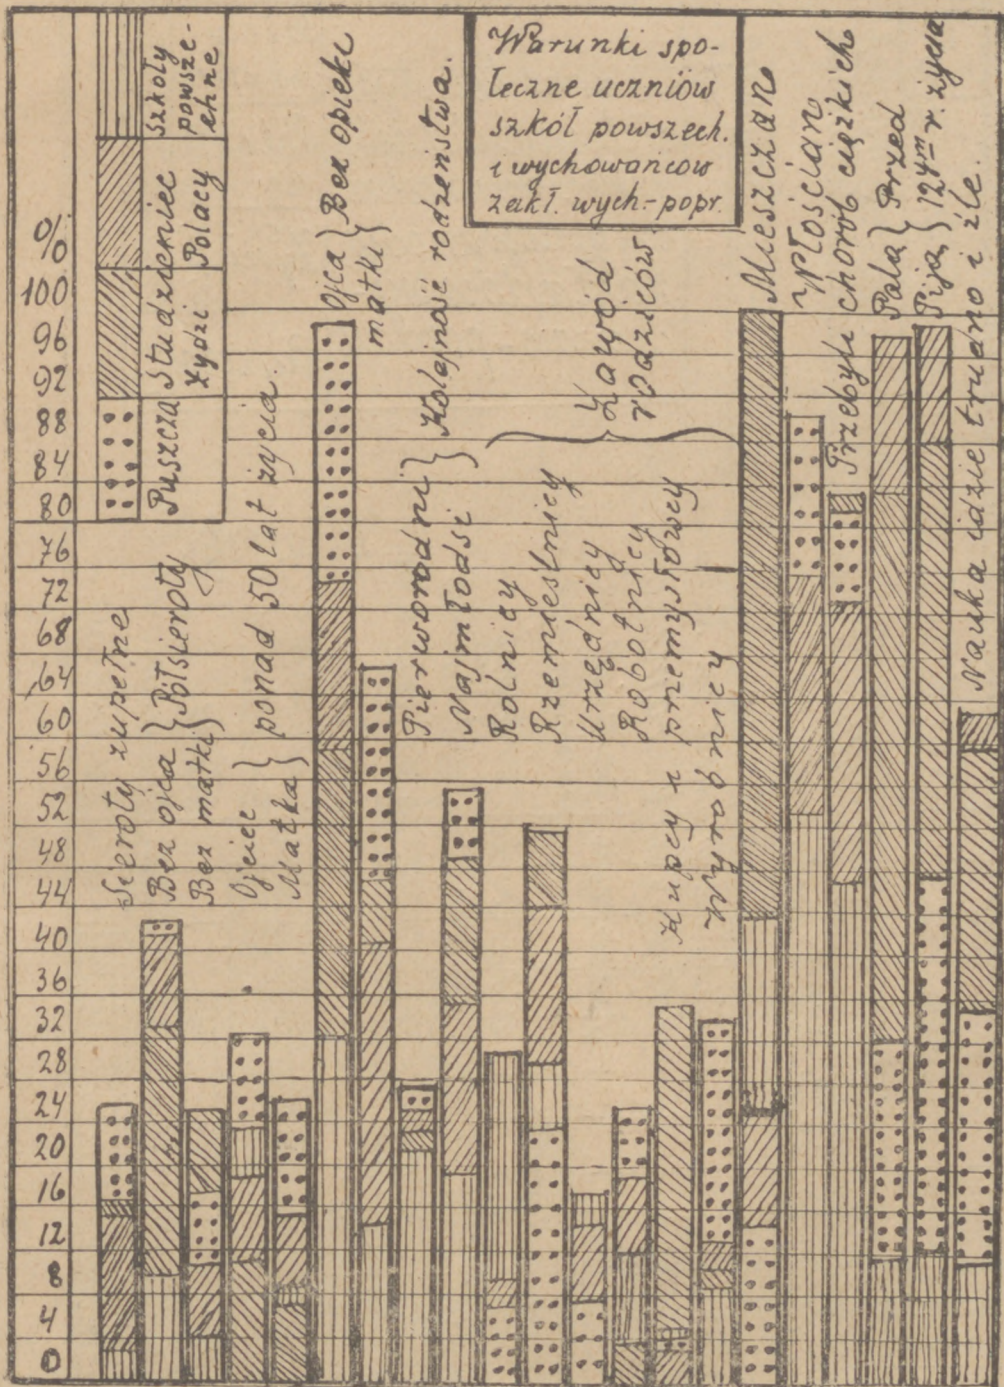 Warunki spo-
łeczne uczniów
szkół powszech.
i wychowańców
zakł. wych.-popr.
szkoły
powsze-
chne
Studzieniec
Polacy
Studzieniec
Żydzi
Puszcza
%
100
96
92
88
84
80
76
72
68
64
60
56
52
48
44
40
36
32
28
24
20
16
12
8
4
0
Sieroty zupełne
Bez ojca } Półsieroty
Bez matki
Ojciec } ponad 50 lat życia.
Matka
Ojca } Bez opieki
matki
Pierworodni } Kolejność rodzeństwa.
Najmłodsi
Rolnicy
Rzemieślnicy
Urzędnicy
Robotnicy
Kupcy i przemysłowcy
Wyrobnicy
Zawód
rodziców
Mieszczan
Włościan
Przebyli chorób ciężkich
Palą } Przed
Piją } 12tym r. życia
Nauka idzie trudno i źle.